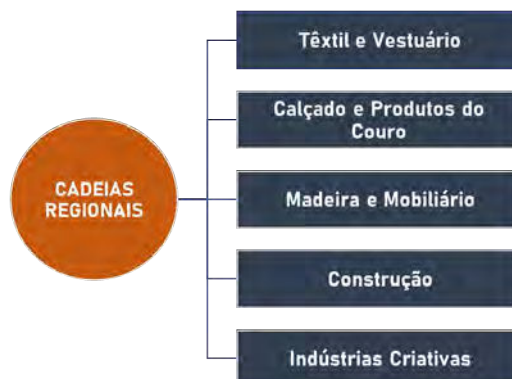 Têxtil e Vestuário
Calçado e Produtos do
Couro
CADEIAS
REGIONAIS
Madeira e Mobiliário
Construção
Indústrias Criativas